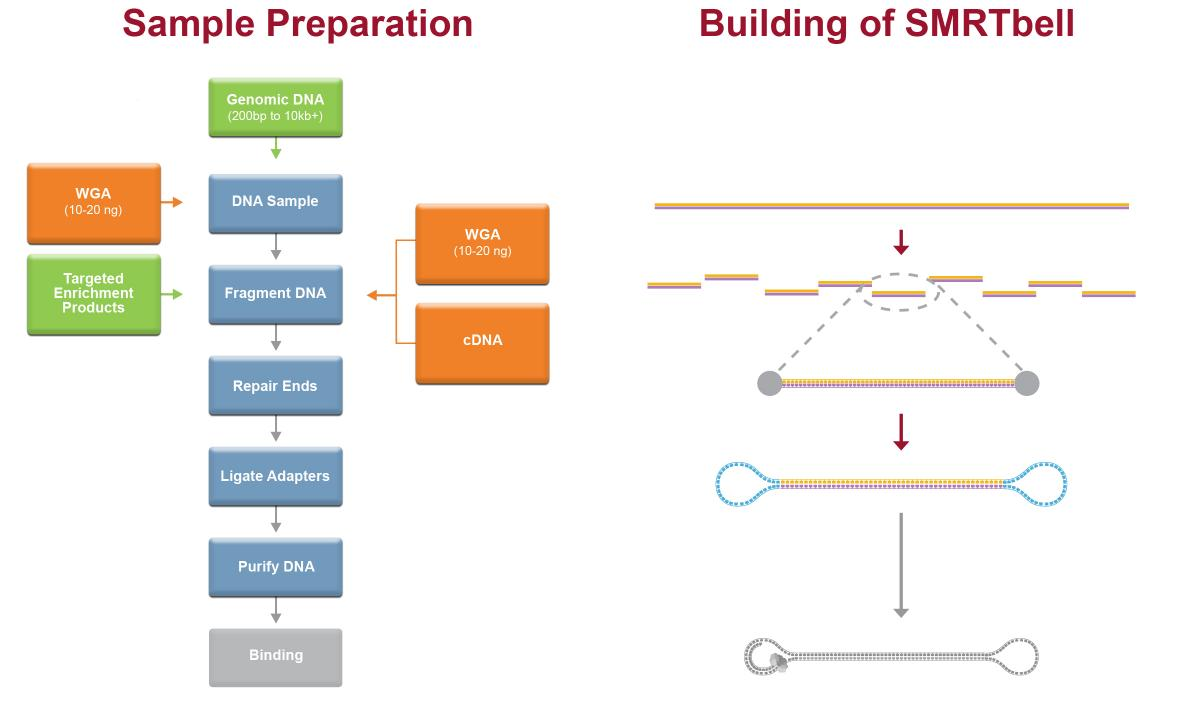 Sample Preparation
Building of SMRTbell
Genomic DNA
(200bp to 10kb+)
WGA
(10-20 ng)
DNA Sample
WGA
(10-20 ng)
Targeted
Enrichment
Products
Fragment DNA
cDNA
Repair Ends
Ligate Adapters
Purify DNA
Binding